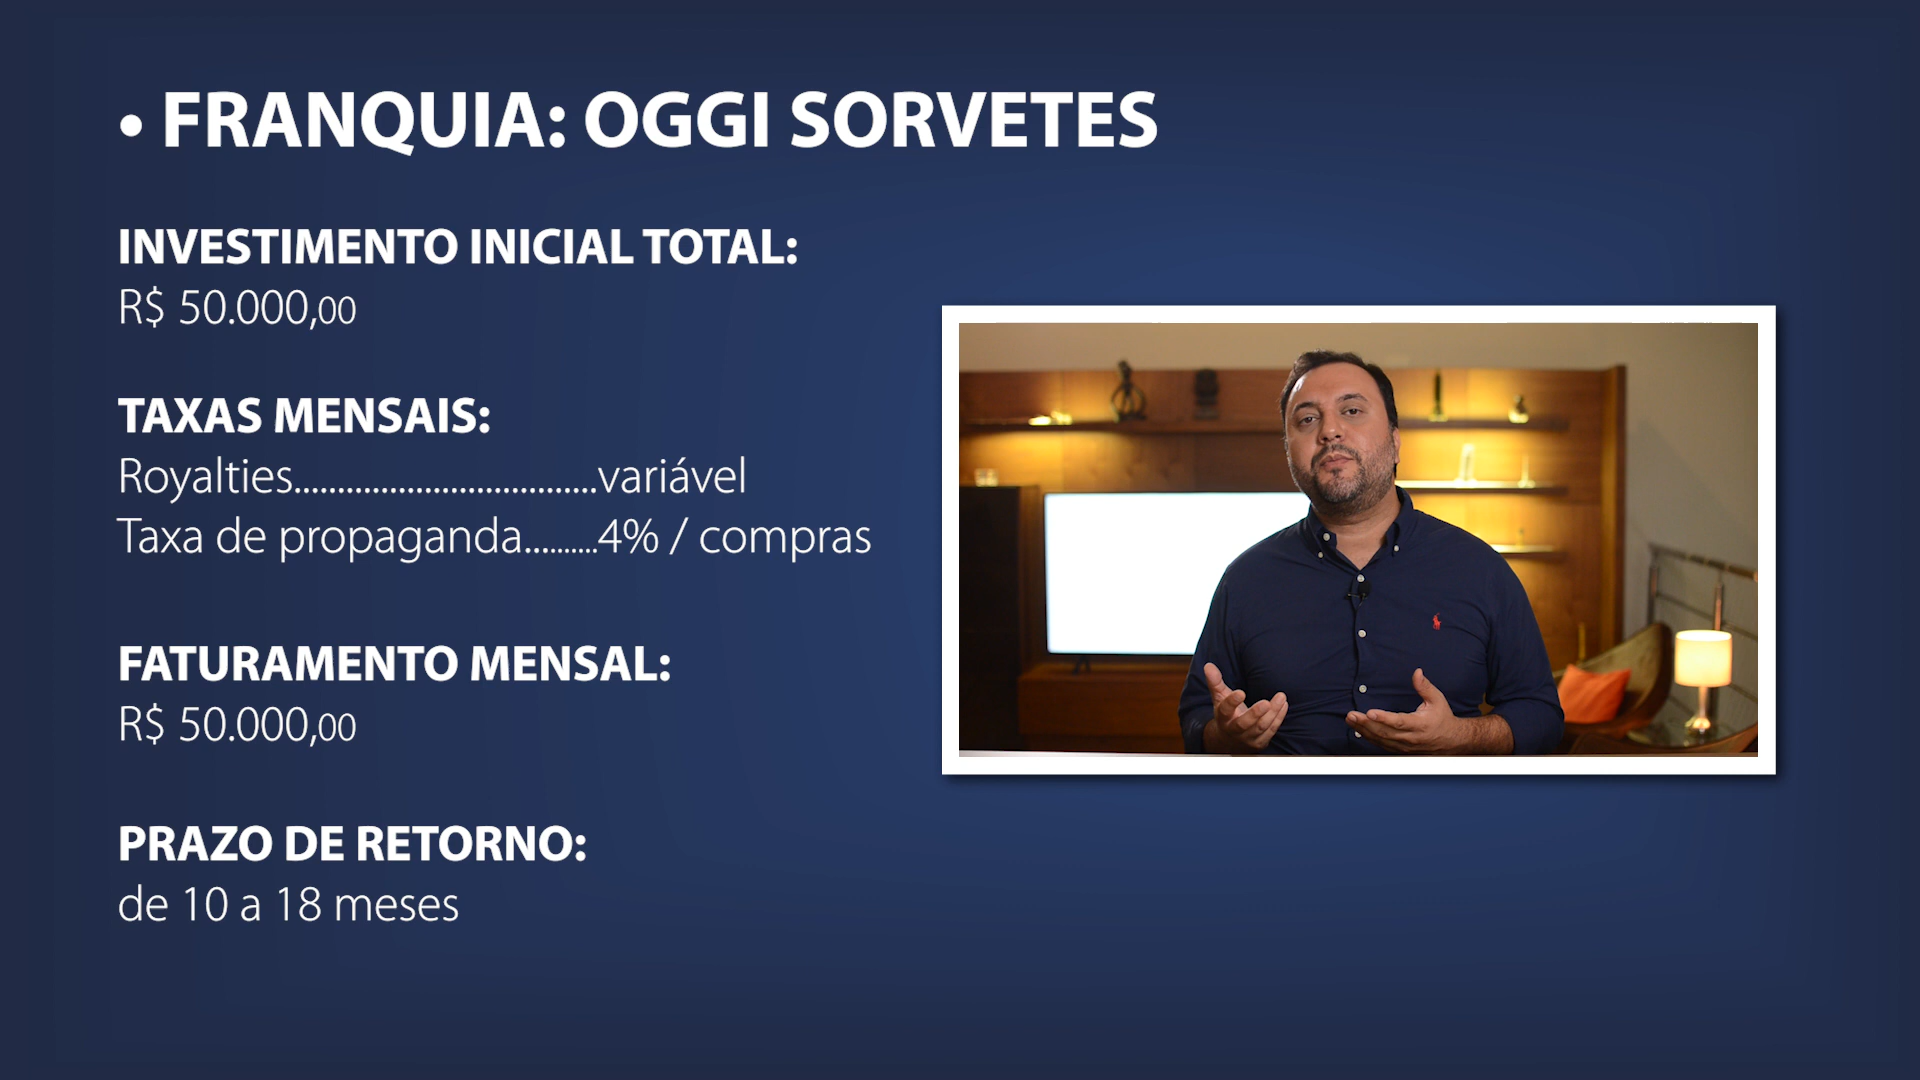 • FRANQUIA: OGGI SORVETES
INVESTIMENTO INICIAL TOTAL:
R$ 50.000,00
TAXAS MENSAIS:
Royalties..................................variável
Taxa de propaganda.........4% / compras
FATURAMENTO MENSAL:
R$ 50.000,00
PRAZO DE RETORNO:
de 10 a 18 meses